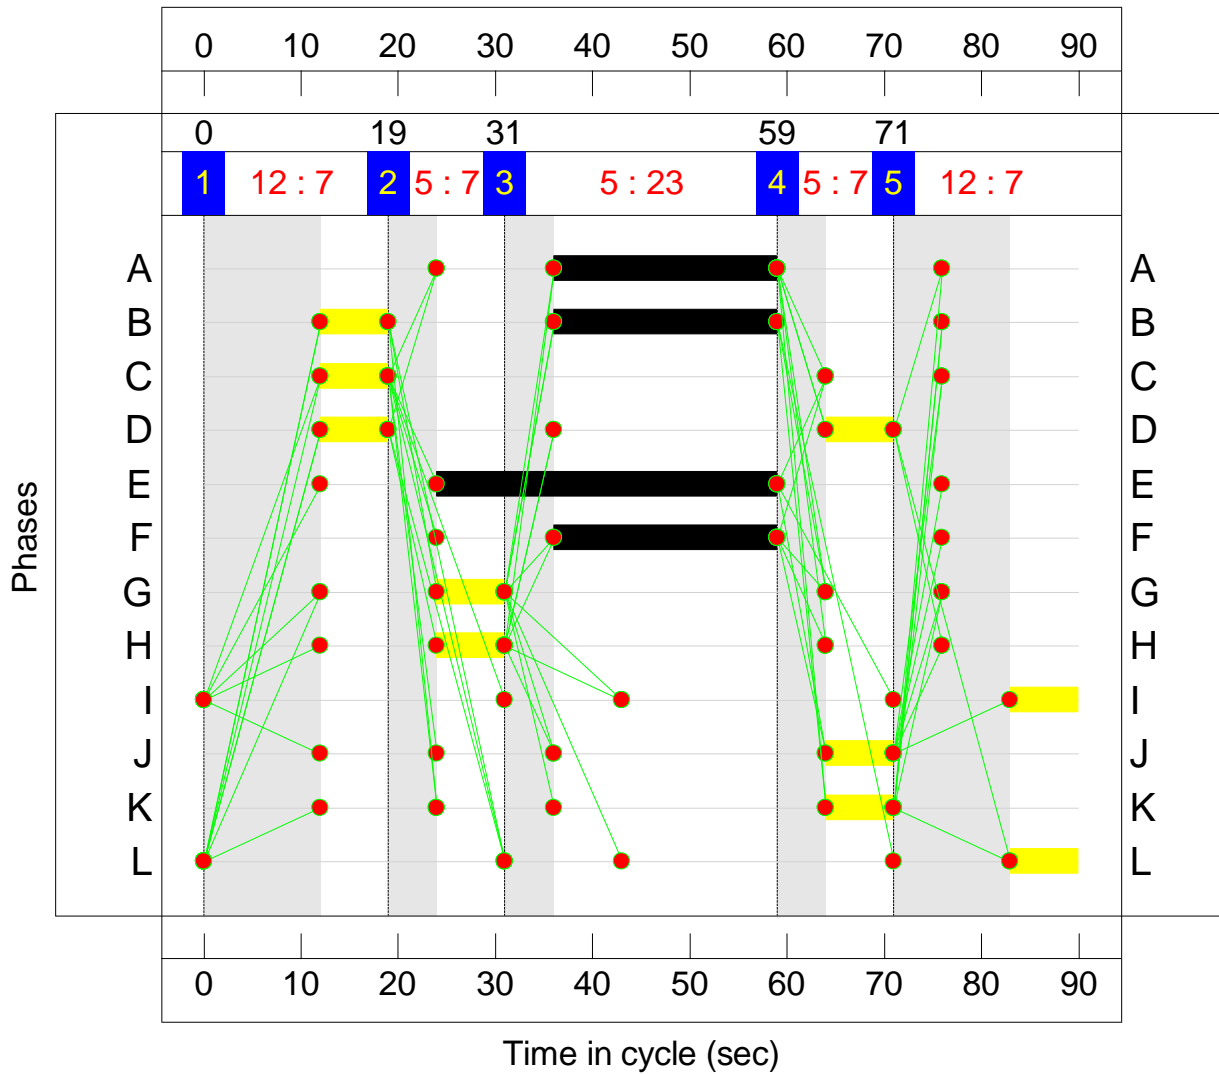 0 10 20 30 40 50 60 70 80 90
0 19 31 59 71
1 12 : 7 2 5 : 7 3 5 : 23 4 5 : 7 5 12 : 7
A A
B B
C C
D D
E E
F F
G G
H H
I I
J J
K K
L L
Phases
0 10 20 30 40 50 60 70 80 90
Time in cycle (sec)